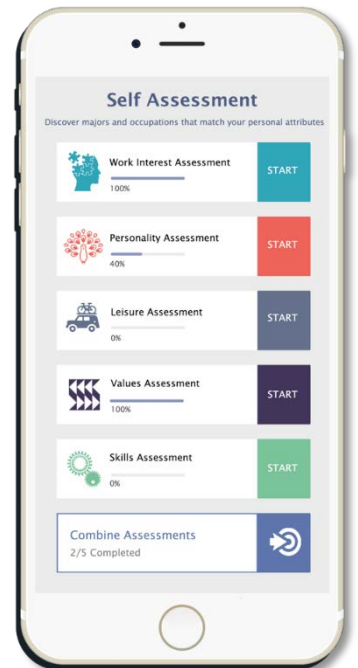 Self Assessment
Discover majors and occupations that match your personal attributes
Work Interest Assessment
100%
START
Personality Assessment
40%
START
Leisure Assessment
0%
START
Values Assessment
100%
START
Skills Assessment
0%
START
Combine Assessments
2/5 Completed